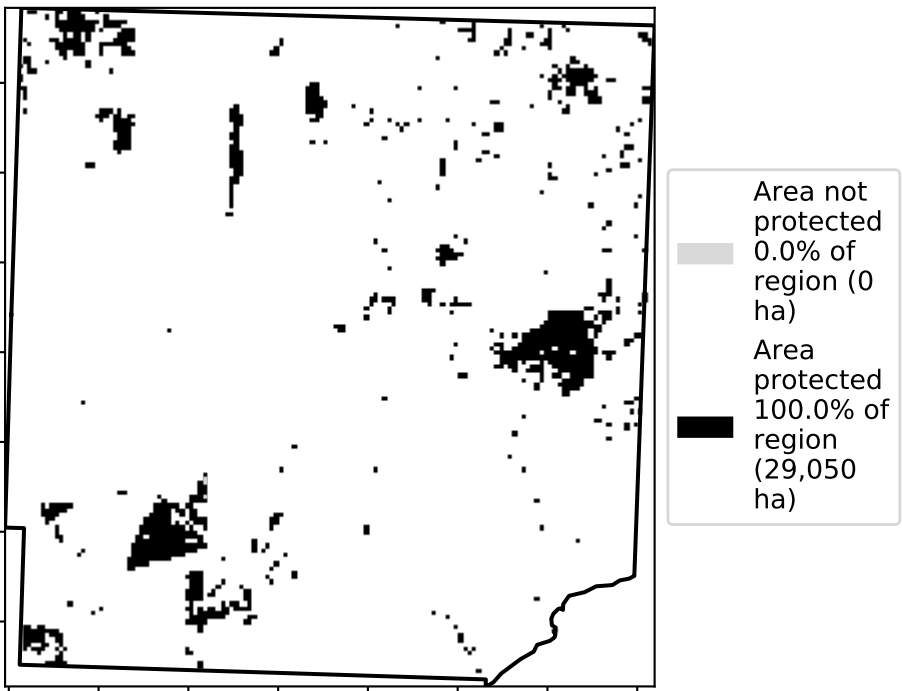 Area not
protected
0.0% of
region (0
ha)
Area
protected
100.0% of
region
(29,050
ha)